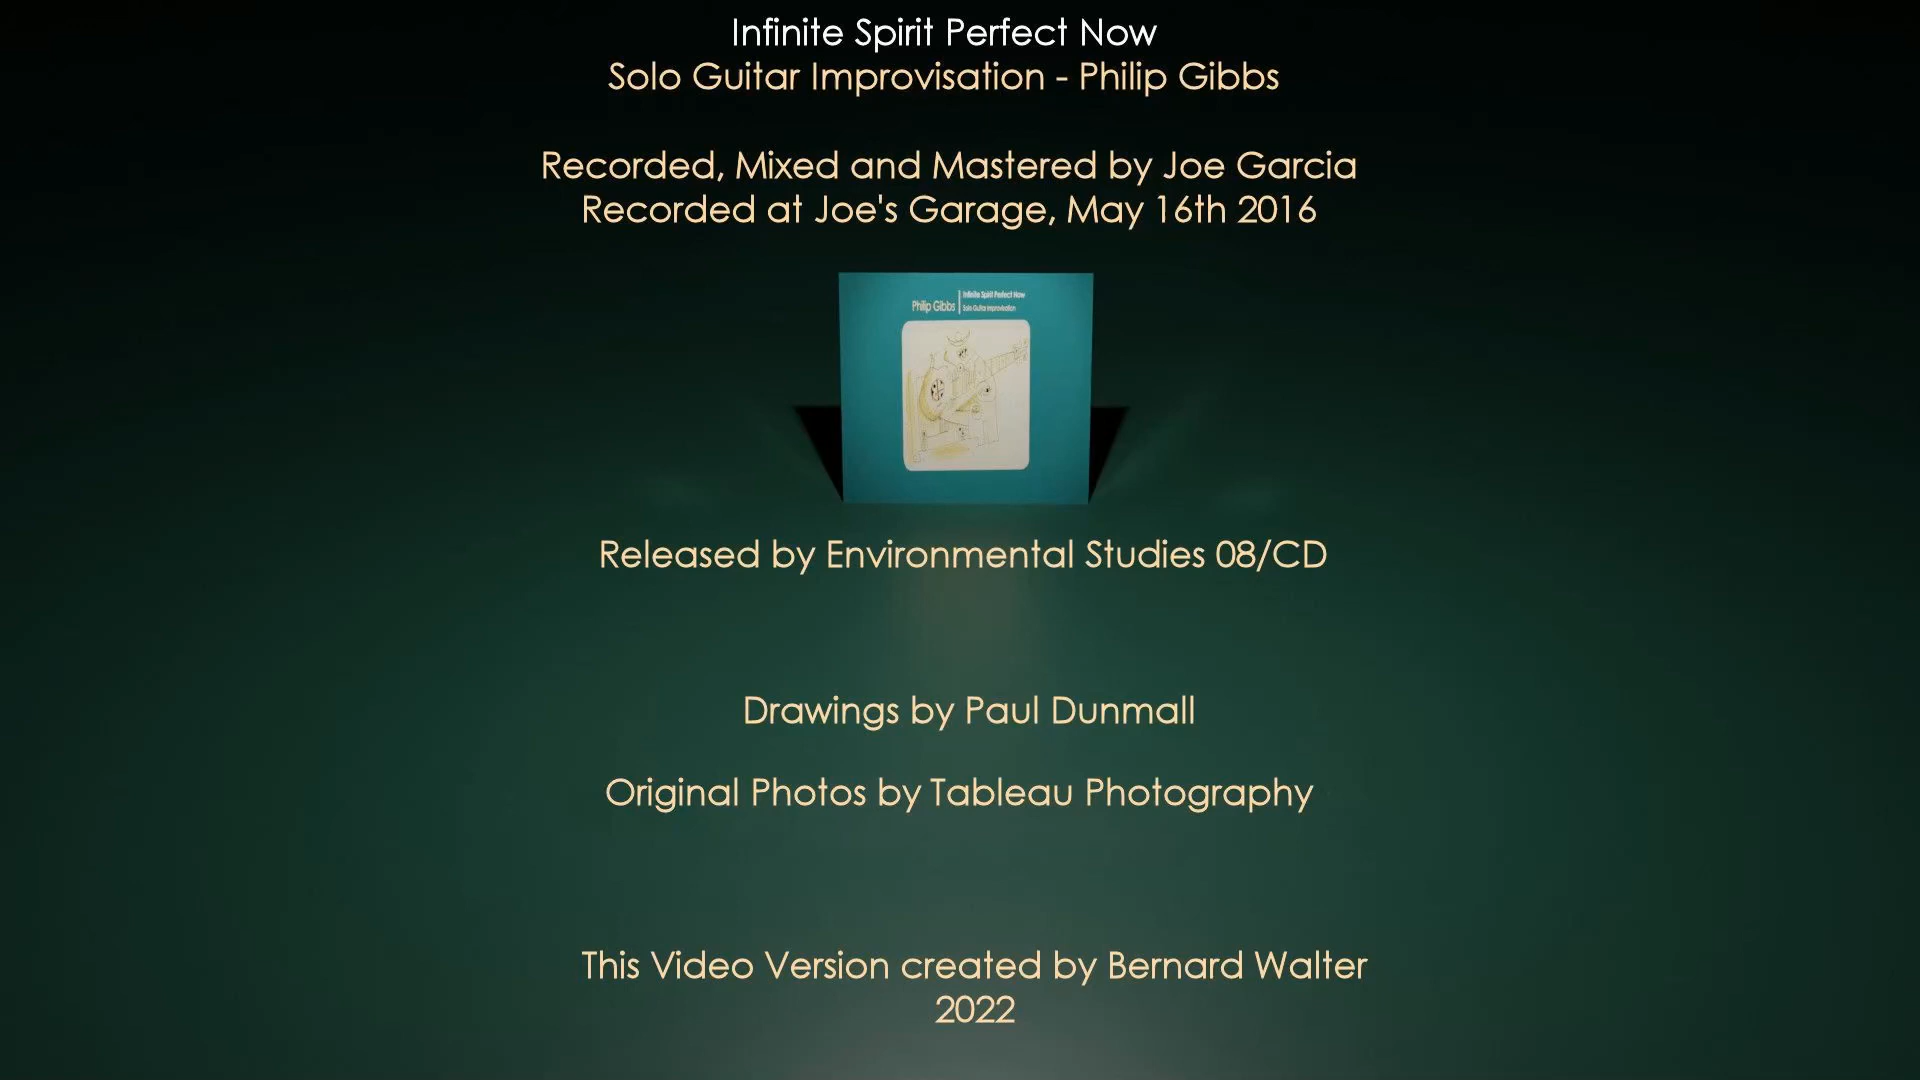 Infinite Spirit Perfect Now
Solo Guitar Improvisation - Philip Gibbs
Recorded, Mixed and Mastered by Joe Garcia
Recorded at Joe's Garage, May 16th 2016
Philip Gibbs
Infinite Spirit Perfect Now
Solo Guitar Improvisation
Released by Environmental Studies 08/CD
Drawings by Paul Dunmall
Original Photos by Tableau Photography
This Video Version created by Bernard Walter
2022